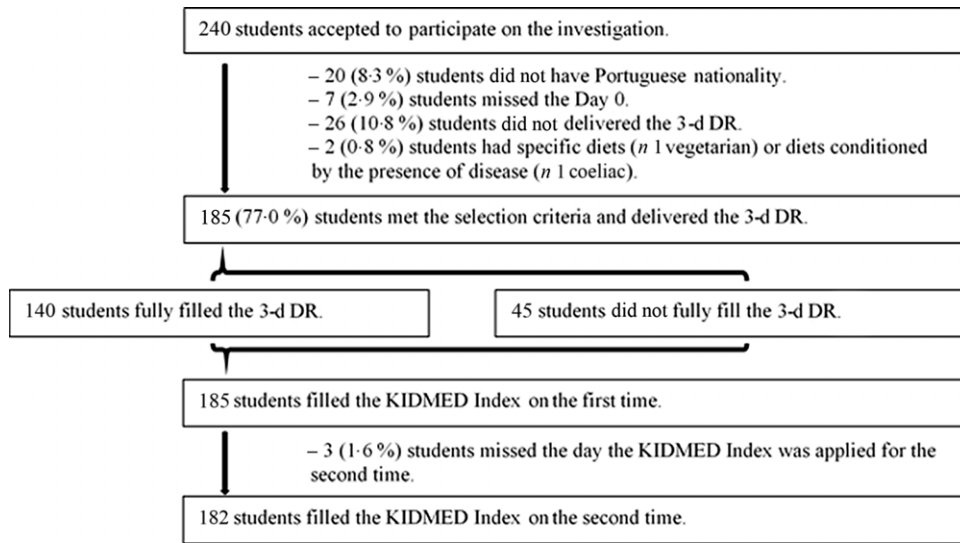 240 students accepted to participate on the investigation.
– 20 (8·3 %) students did not have Portuguese nationality.
– 7 (2·9 %) students missed the Day 0.
– 26 (10·8 %) students did not delivered the 3-d DR.
– 2 (0·8 %) students had specific diets (n 1 vegetarian) or diets conditioned
by the presence of disease (n 1 coeliac).
185 (77·0 %) students met the selection criteria and delivered the 3-d DR.
140 students fully filled the 3-d DR.
45 students did not fully fill the 3-d DR.
185 students filled the KIDMED Index on the first time.
– 3 (1·6 %) students missed the day the KIDMED Index was applied for the
second time.
182 students filled the KIDMED Index on the second time.